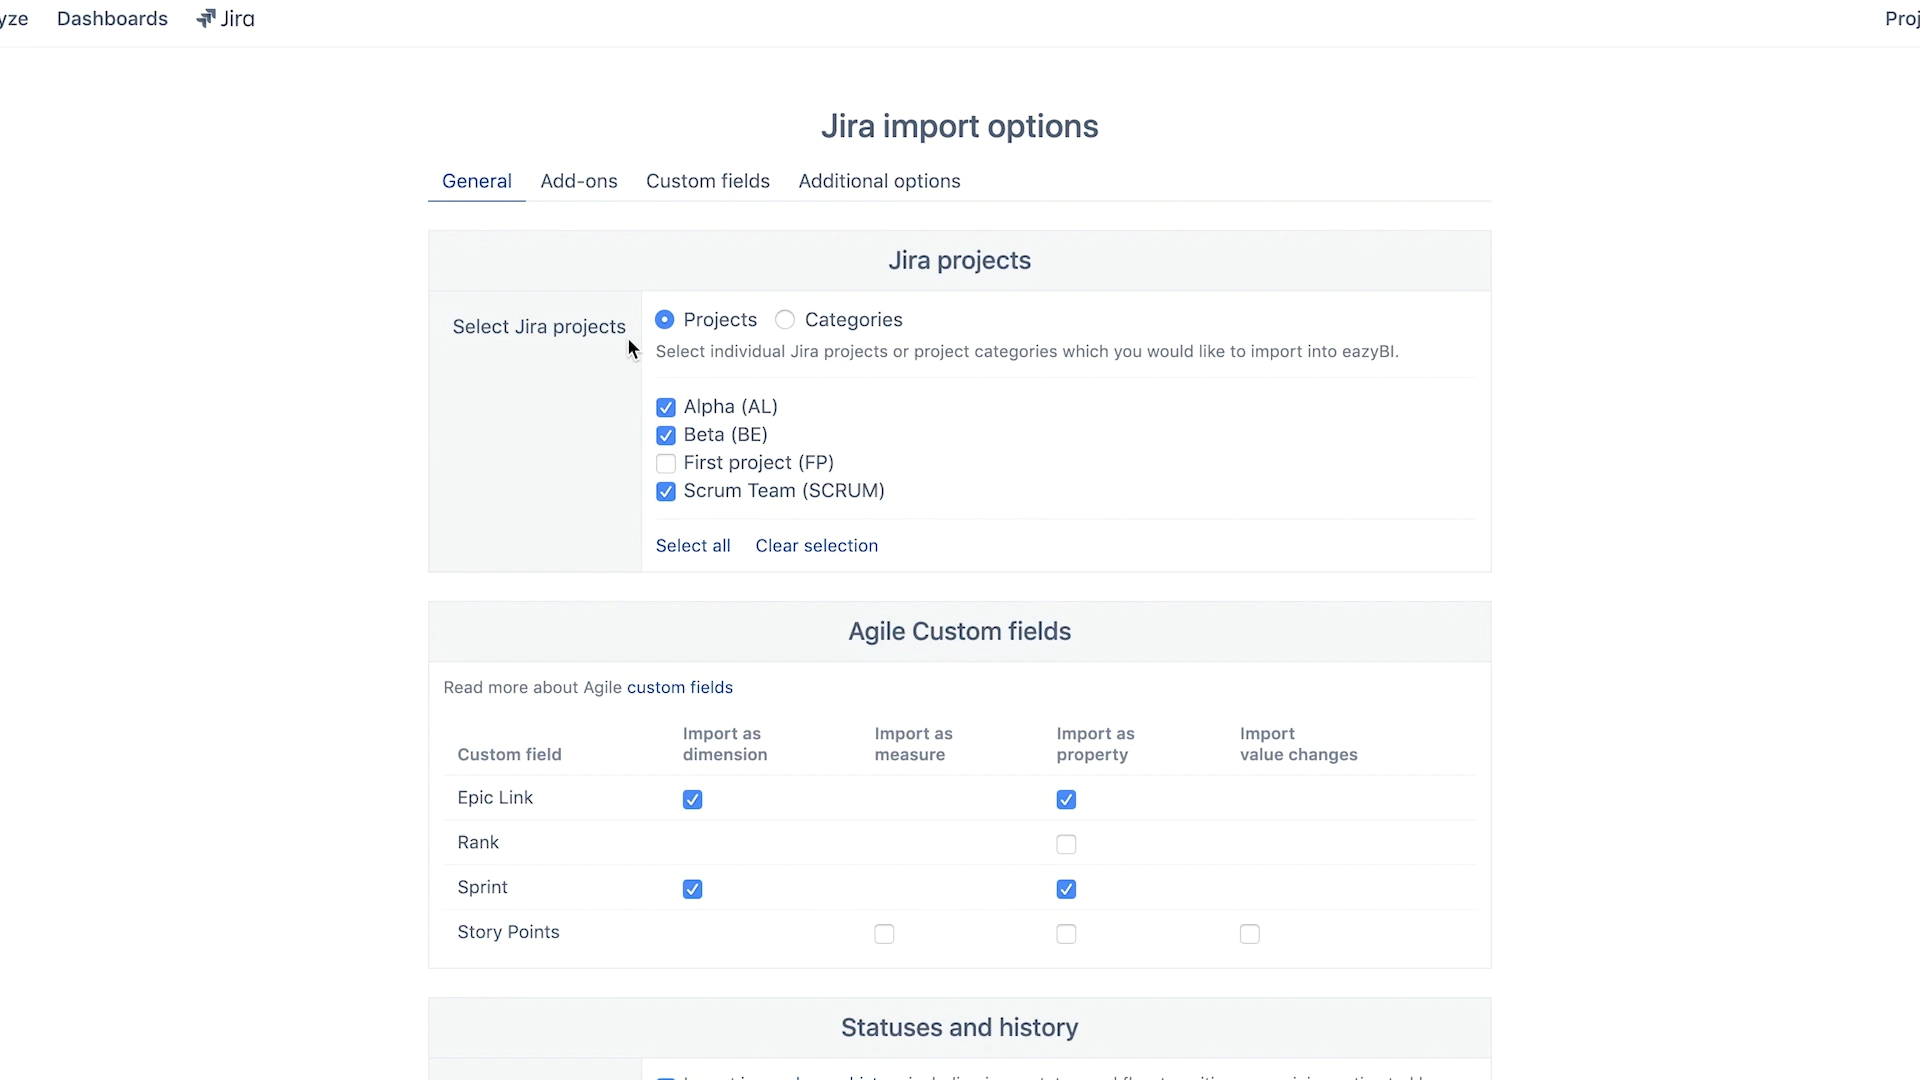 Dashboards Jira
Jira import options
General Add-ons Custom fields Additional options
Jira projects
Select Jira projects
Projects Categories
Select individual Jira projects or project categories which you would like to import into eazyBI.
Alpha (AL)
Beta (BE)
First project (FP)
Scrum Team (SCRUM)
Select all Clear selection
Agile Custom fields
Read more about Agile custom fields
Custom field
Import as dimension
Import as measure
Import as property
Import value changes
Epic Link
Rank
Sprint
Story Points
Statuses and history